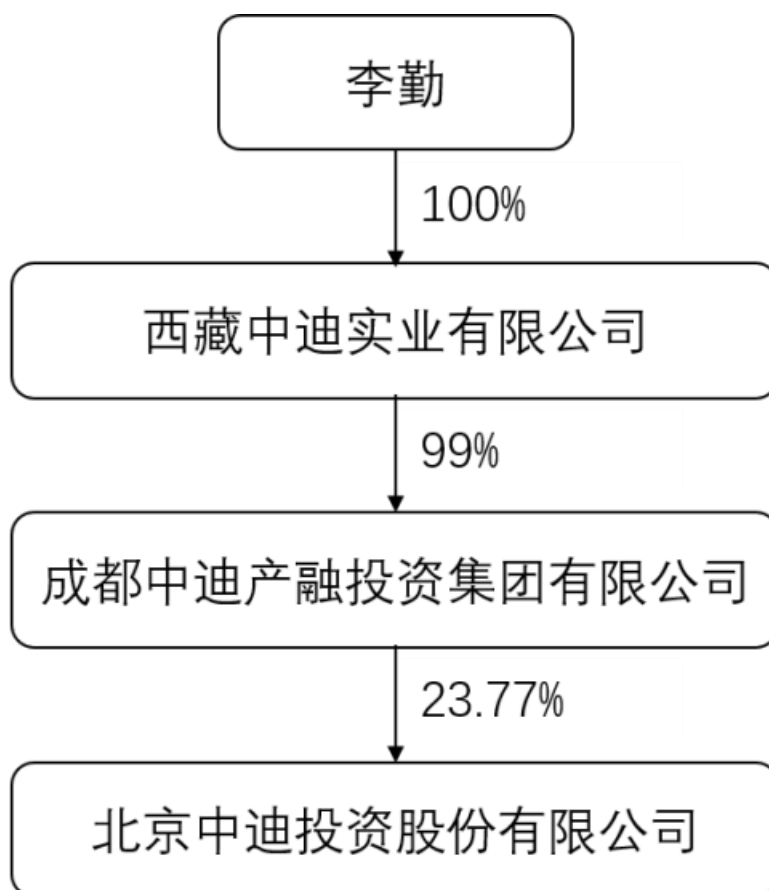 李勤
100%
西藏中迪实业有限公司
99%
成都中迪产融投资集团有限公司
23.77%
北京中迪投资股份有限公司